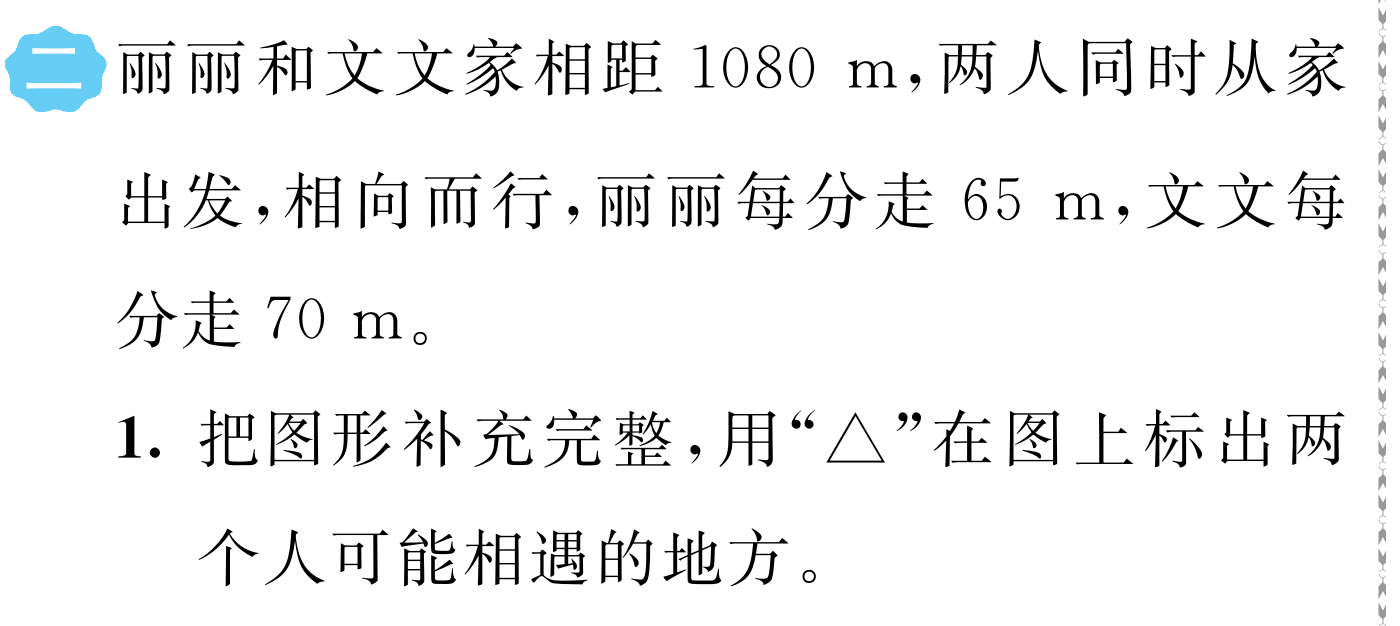 二 丽丽和文文家相距 1080 m,两人同时从家
出发,相向而行,丽丽每分走 65 m,文文每
分走 70 m。
1. 把图形补充完整,用“△”在图上标出两
个人可能相遇的地方。